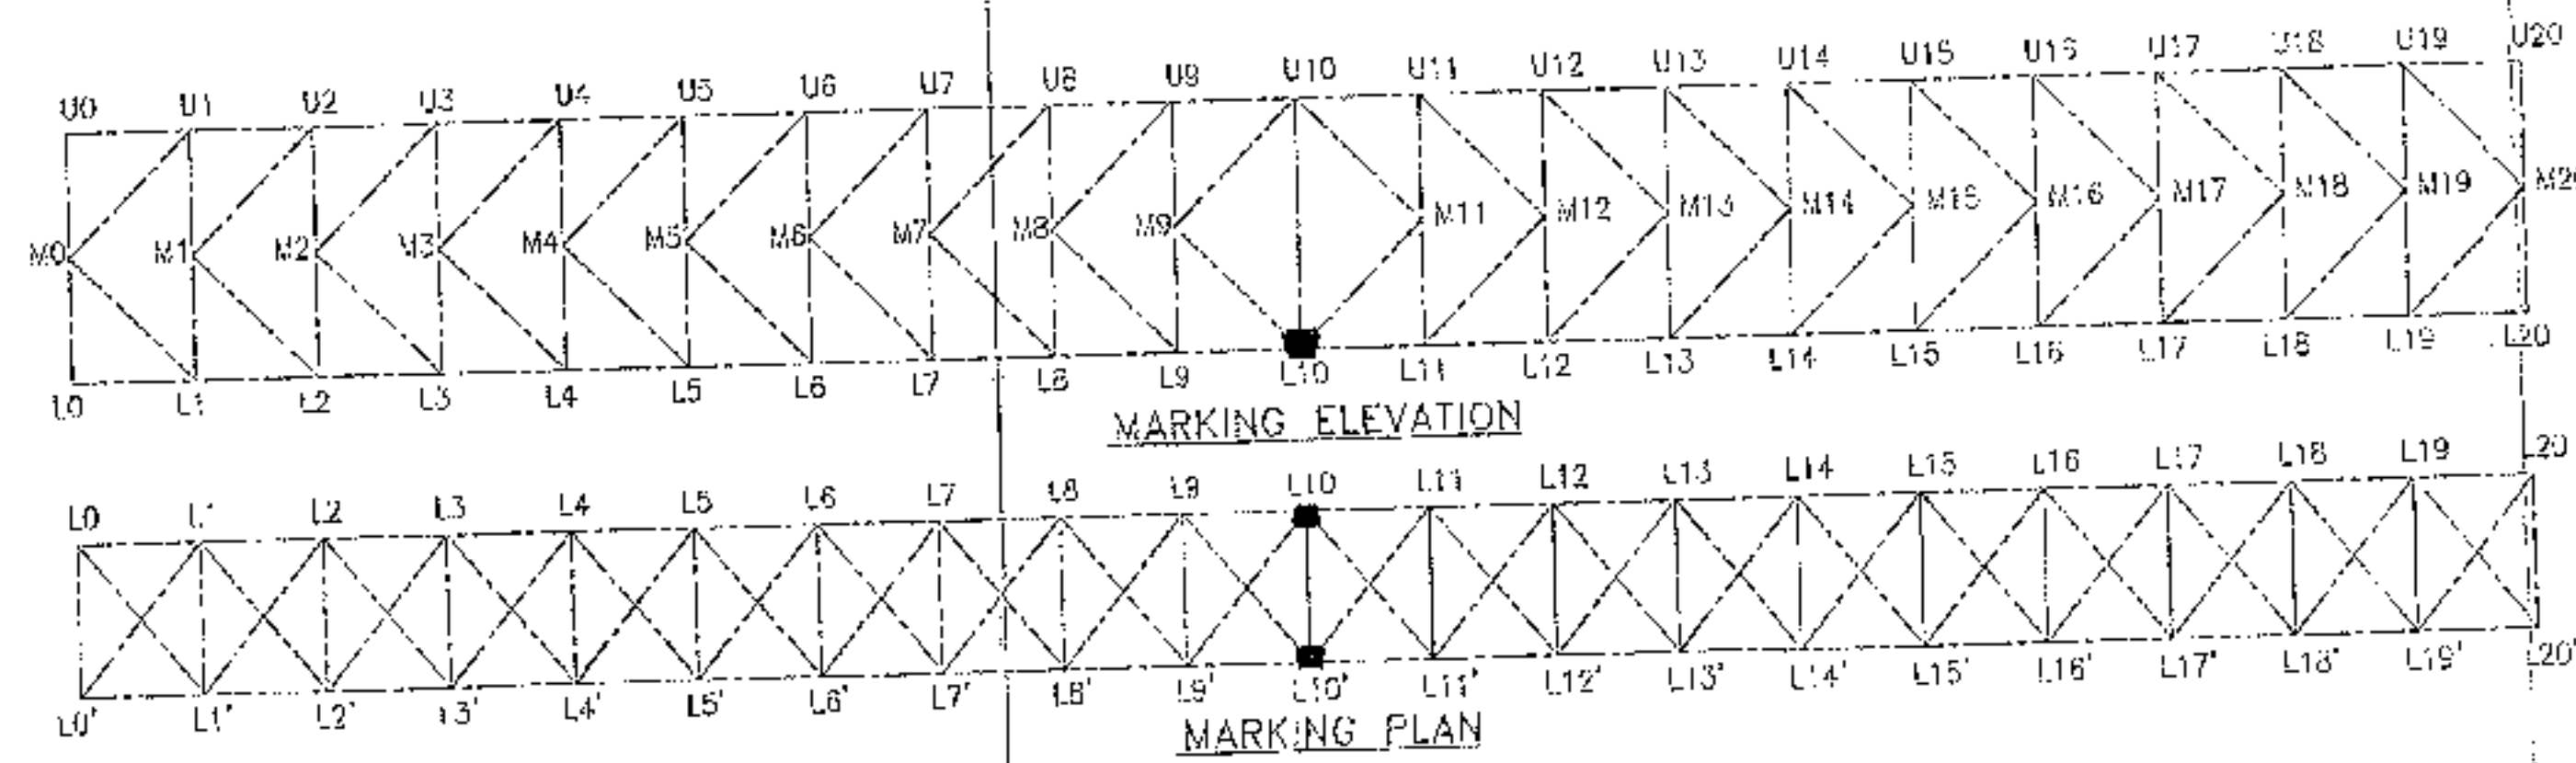 U0 U1 U2 U3 U4 U5 U6 U7 U8 U9 U10 U11 U12 U13 U14 U15 U16 U17 U18 U19 U20
M0 M1 M2 M3 M4 M5 M6 M7 M8 M9 M11 M12 M13 M14 M15 M16 M17 M18 M19
L0 L1 L2 L3 L4 L5 L6 L7 L8 L9 L10 L11 L12 L13 L14 L15 L16 L17 L18 L19 L20
MARKING ELEVATION
L0 L1 L2 L3 L4 L5 L6 L7 L8 L9 L10 L11 L12 L13 L14 L15 L16 L17 L18 L19 L20
L0' L1' L2' L3' L4' L5' L6' L7' L8' L9' L10' L11' L12' L13' L14' L15' L16' L17' L18' L19' L20'
MARKING PLAN